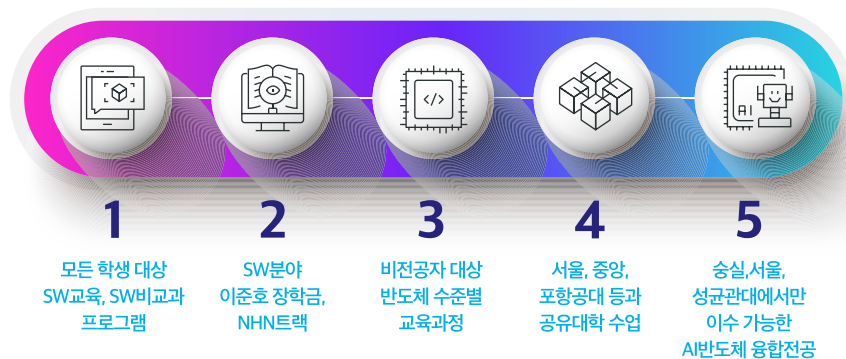 </>
AI
1
모든 학생 대상
SW교육, SW비교과
프로그램
2
SW분야
이준호 장학금,
NHN트랙
3
비전공자 대상
반도체 수준별
교육과정
4
서울, 중앙,
포항공대 등과
공유대학 수업
5
숭실,서울,
성균관대에서만
이수 가능한
AI반도체 융합전공